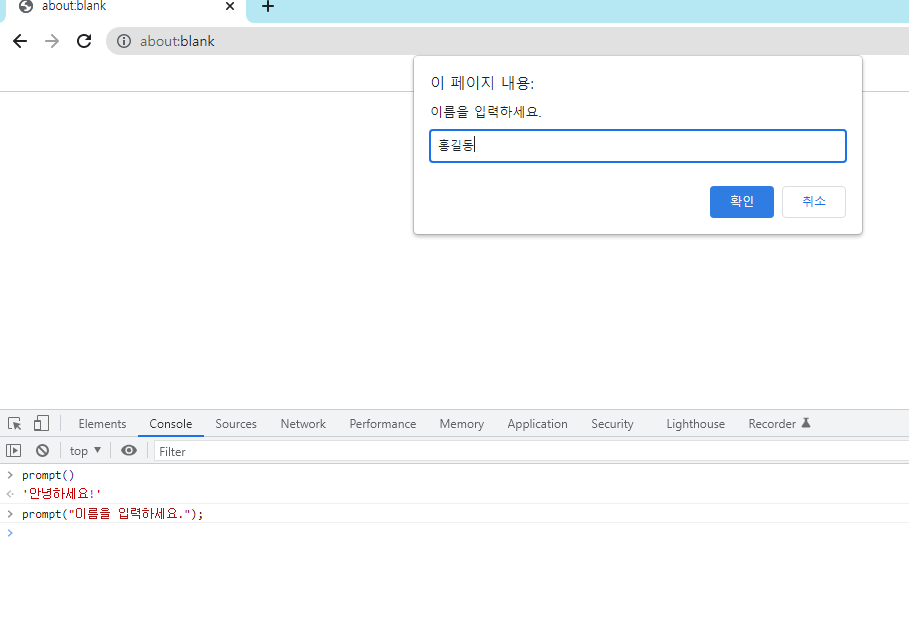 about:blank
about:blank
이 페이지 내용:
이름을 입력하세요.
홍길동
확인 취소
Elements Console Sources Network Performance Memory Application Security Lighthouse Recorder
top Filter
prompt()
'안녕하세요!'
prompt("이름을 입력하세요.");